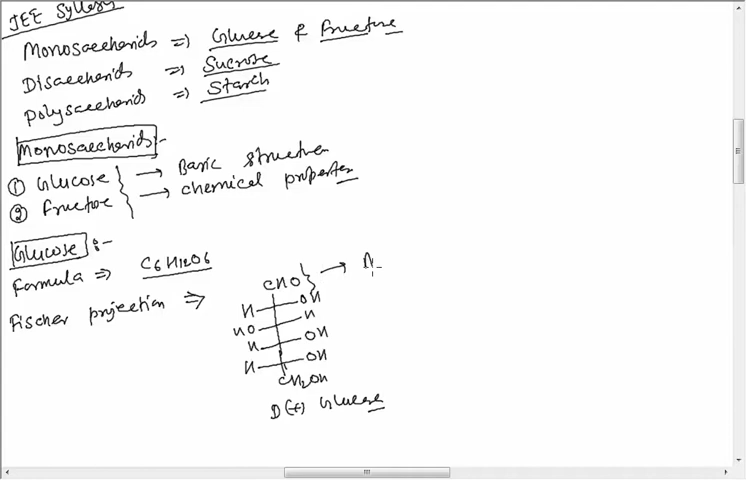 JEE Syllabus
Monosaccharids => Glucose & Fructose
Disaccharids => Sucrose
Polysaccharids => Starch
Monosaccharids :-
① Glucose → Basic structure
② Fructose → chemical properties
Glucose :-
Formula => C6H12O6
Fischer projection =>
CHO →
H OH
HO H
H OH
H OH
CH2OH
D(+) Glucose